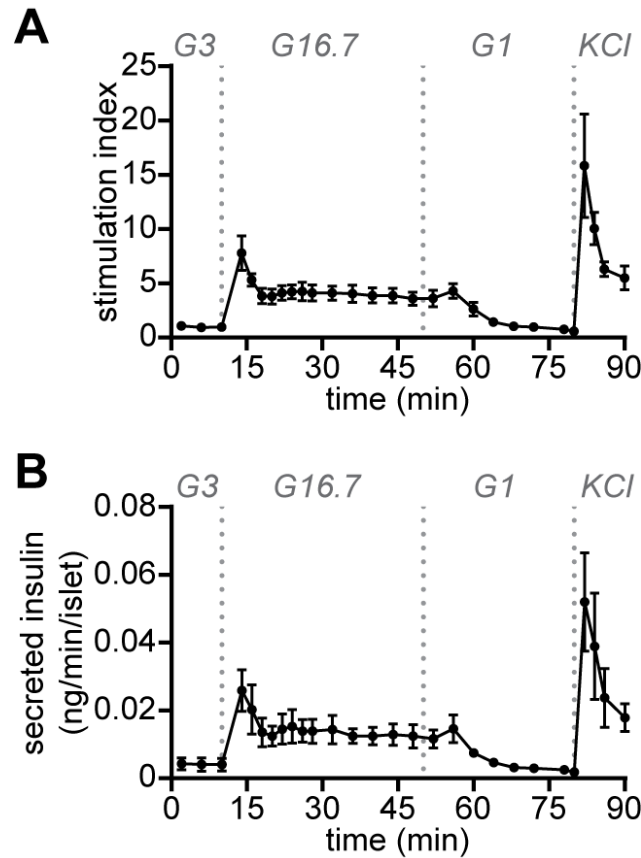 A
G3 G16.7 G1 KCl
25
20
15
10
5
0
stimulation index
0 15 30 45 60 75 90
time (min)
B
G3 G16.7 G1 KCl
0.08
0.06
0.04
0.02
0
secreted insulin
(ng/min/islet)
0 15 30 45 60 75 90
time (min)